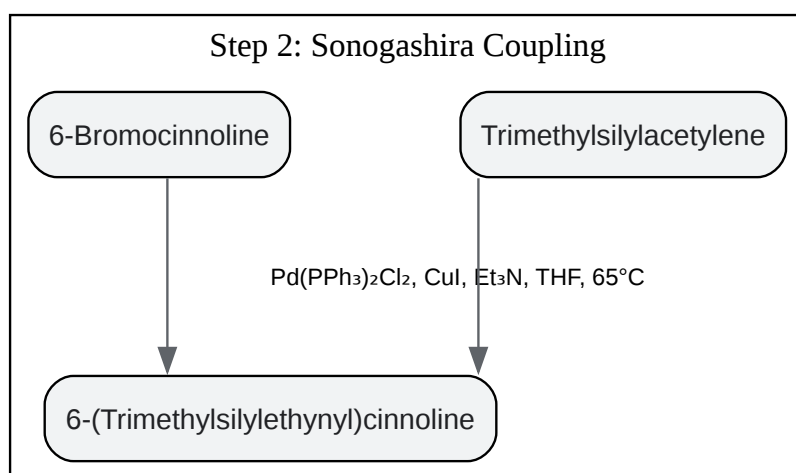 Step 2: Sonogashira Coupling
6-Bromocinnoline
Trimethylsilylacetylene
Pd(PPh₃)₂Cl₂, CuI, Et₃N, THF, 65°C
6-(Trimethylsilylethynyl)cinnoline